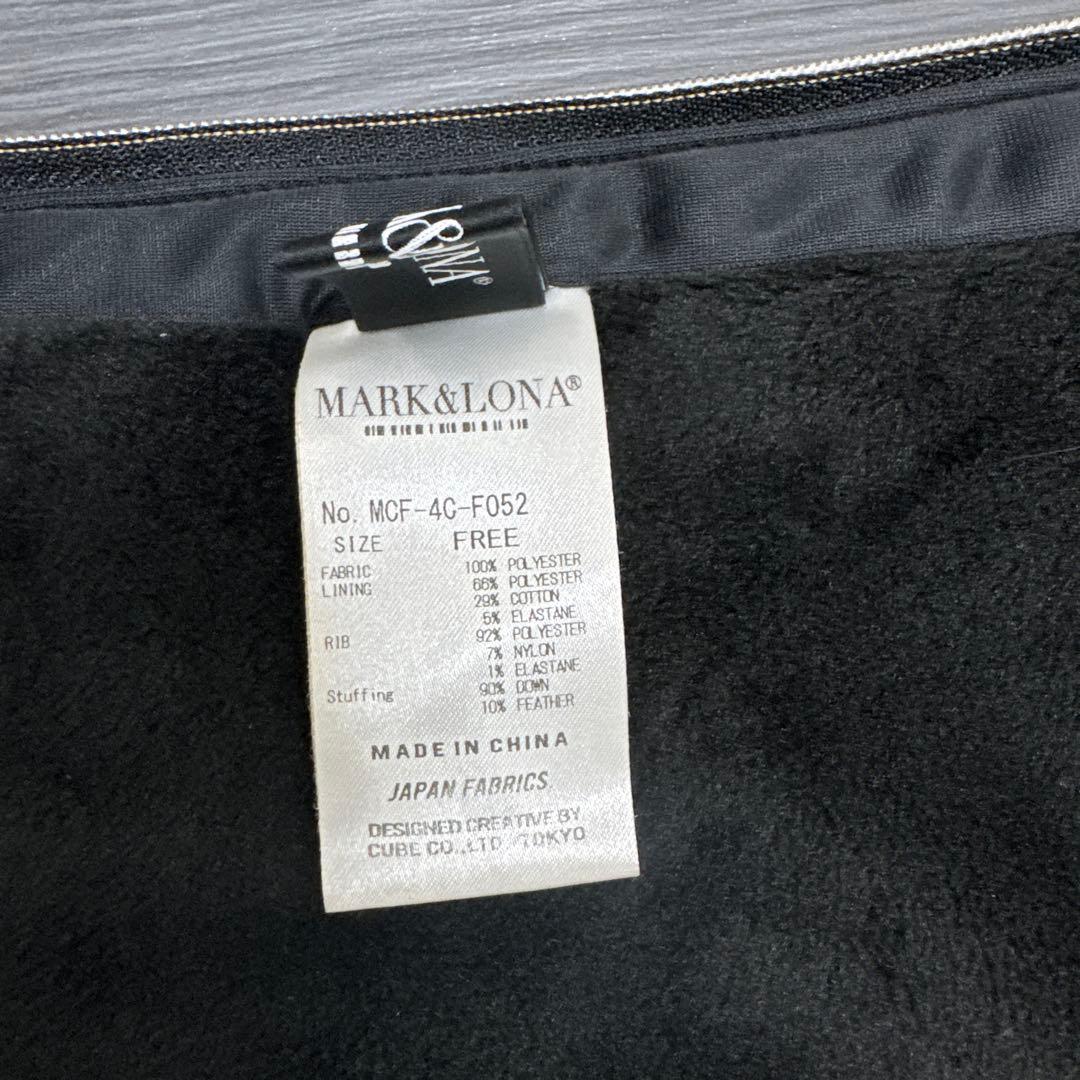 MARK&LONA®
No. MCF-4C-F052
SIZE FREE
FABRIC 100% POLYESTER
LINING 66% POLYESTER
29% COTTON
5% ELASTANE
RIB 92% POLYESTER
7% NYLON
1% ELASTANE
Stuffing 90% DOWN
10% FEATHER
MADE IN CHINA
JAPAN FABRICS.
DESIGNED CREATIVE BY
CUBE CO.,LTD TOKYO